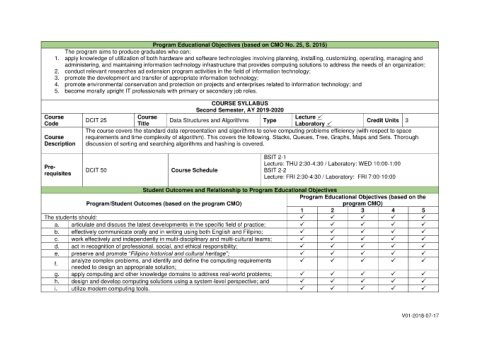 Program Educational Objectives (based on CMO No. 25, S. 2015)
The program aims to produce graduates who can:
1. apply knowledge of utilization of both hardware and software technologies involving planning, installing, customizing, operating, managing and
administering, and maintaining information technology infrastructure that provides computing solutions to address the needs of an organization;
2. conduct relevant researches ad extension program activities in the field of information technology;
3. promote the development and transfer of appropriate information technology;
4. promote environmental conservation and protection on projects and enterprises related to information technology; and
5. become morally upright IT professionals with primary or secondary job roles.
COURSE SYLLABUS
Second Semester, AY 2019-2020
Course Code DCIT 25 Course Title Data Structures and Algorithms Type Lecture ✓ Laboratory ✓ Credit Units 3
Course Description
The course covers the standard data representation and algorithms to solve computing problems efficiency (with respect to space
requirements and time complexity of algorithm). This covers the following. Stacks, Queues, Tree, Graphs, Maps and Sets. Thorough
discussion of sorting and searching algorithms and hashing is covered.
Pre-requisites DCIT 50 Course Schedule
BSIT 2-1
Lecture: THU 2:30-4:30 / Laboratory: WED 10:00-1:00
BSIT 2-2
Lecture: FRI 2:30-4:30 / Laboratory: FRI 7:00-10:00
Student Outcomes and Relationship to Program Educational Objectives
Program/Student Outcomes (based on the program CMO)
Program Educational Objectives (based on the
program CMO)
1 2 3 4 5
The students should: ✓ ✓ ✓ ✓ ✓
a. articulate and discuss the latest developments in the specific field of practice; ✓ ✓ ✓ ✓ ✓
b. effectively communicate orally and in writing using both English and Filipino; ✓ ✓ ✓ ✓ ✓
c. work effectively and independently in multi-disciplinary and multi-cultural teams; ✓ ✓ ✓ ✓ ✓
d. act in recognition of professional, social, and ethical responsibility; ✓ ✓ ✓ ✓ ✓
e. preserve and promote "Filipino historical and cultural heritage"; ✓ ✓ ✓ ✓ ✓
f. analyze complex problems, and identify and define the computing requirements ✓ ✓ ✓ ✓ ✓
needed to design an appropriate solution;
g. apply computing and other knowledge domains to address real-world problems; ✓ ✓ ✓ ✓ ✓
h. design and develop computing solutions using a system-level perspective; and ✓ ✓ ✓ ✓ ✓
i. utilize modern computing tools. ✓ ✓ ✓ ✓ ✓
V01-2018-07-17